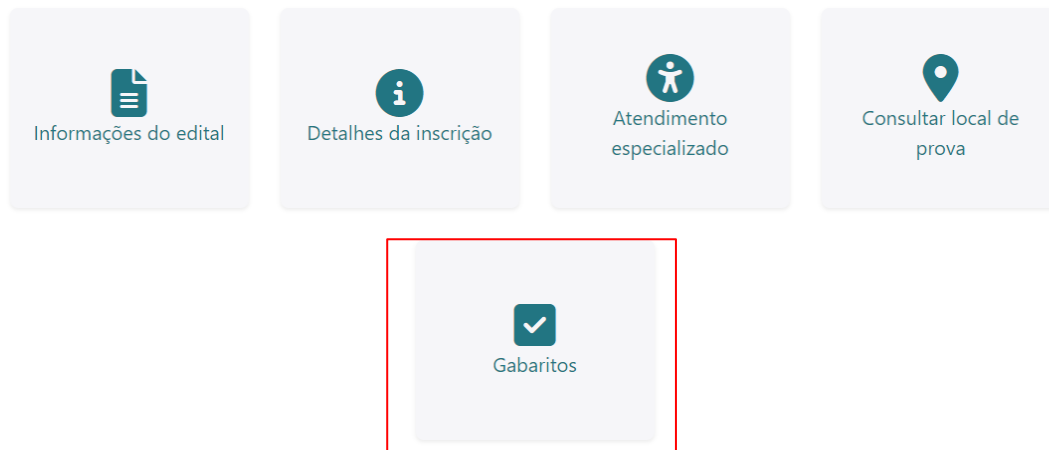 Informações do edital
Detalhes da inscrição
Atendimento
especializado
Consultar local de
prova
Gabaritos